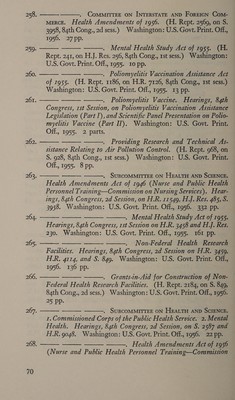 258. ————, COMMITTEE ON INTERSTATE AND FOREIGN COM-
MERCE. Health Amendments of 1956. (H. Rept. 2569, on S.
3958, 84th Cong., 2d sess.) Washington: U.S. Govt. Print. Off.,
1956. 27 pp.
259. ————. Mental Health Study Act of 1955. (H.
Rept. 241, on H.J. Res. 256, 84th Cong., 1st sess.) Washington:
U.S. Govt. Print. Off., 1955. 10 pp.
260. ————. Poliomyelitis Vaccination Assistance Act
of 1955. (H. Rept. 1186, on H.R. 7126, 84th Cong., 1st sess.)
Washington: U.S. Govt. Print. Off., 1955. 13 pp.
261. ————. Poliomyelitis Vaccine. Hearings, 84th
Congress, 1st Session, on Poliomyelitis Vaccination Assistance
Legislation (Part I), and Scientific Panel Presentation on Polio-
myelitis Vaccine (Part II). Washington: U.S. Govt. Print.
Off., 1955. 2 parts.
262. ————. Providing Research and Technical As-
sistance Relating to Air Pollution Control. (H. Rept. 968, on
S. 928, 84th Cong., 1st sess.) Washington: U.S. Govt. Print.
Off., 1955. 8 pp.
263. ————, SUBCOMMITTEE ON HEALTH AND SCIENCE.
Health Amendments Act of 1956 (Nurse and Public Health
Personnel Training—Commission on Nursing Services). Hear-
ings, 84th Congress, 2d Session, on H.R. 11549, H.J. Res. 485, S.
3958. Washington: U.S. Govt. Print. Off., 1956. 332 pp.
264. ————. Mental Health Study Act of 1955.
Hearings, 84th Congress, 1st Session on H.R. 3458 and H.J. Res.
230. Washington: U.S. Govt. Print. Off., 1955. 161 pp.
265. ————. Non-Federal Health Research
Facilities. Hearings, 84th Congress, 2d Session on H.R. 3459,
H.R. 4114, and S. 849. Washington: U.S. Govt. Print. Off.,
1956. 136 pp.
266. ————. Grants-in-Aid for Construction of Non-
Federal Health Research Facilities. (H. Rept. 2184, on S. 849,
84th Cong., 2d sess.) Washington: U.S. Govt. Print. Off., 1956.
25 pp.
267. ————, SUBCOMMITTEE ON HEALTH AND SCIENCE.
1. Commissioned Corps of the Public Health Service. 2. Mental
Health. Hearings, 84th Congress, 2d Session, on S. 2587 and
H.R. 9048. Washington: U.S. Govt. Print. Off., 1956. 22 pp.
268. ————. Health Amendments Act of 1956
(Nurse and Public Health Personnel Training—Commission
70